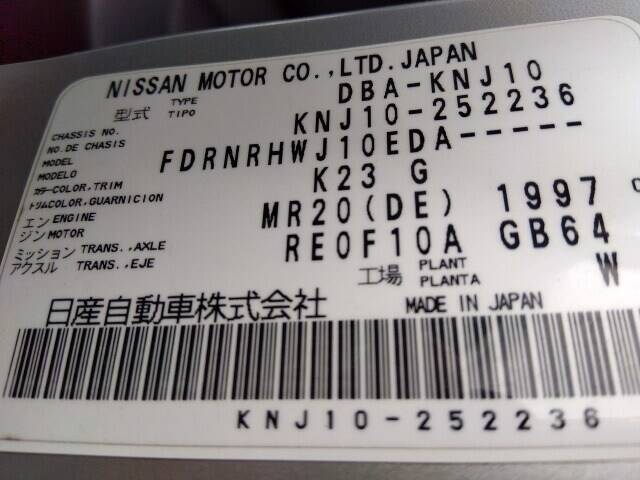 NISSAN MOTOR CO.,LTD.JAPAN
型式 TYPE TIPO DBA-KNJ10
CHASSIS NO. NO.DE CHASIS KNJ10-252236
MODEL MODELO FDRNRHWJ10EDA-----
カラー COLOR,TRIM トリム COLOR,GUARNICION K23 G
エンジン ENGINE MOTOR MR20(DE) 1997
ミッション アクスル TRANS.,AXLE TRANS.,EJE RE0F10A GB64
工場 PLANT PLANTA W
日産自動車株式会社 MADE IN JAPAN
KNJ10-252236